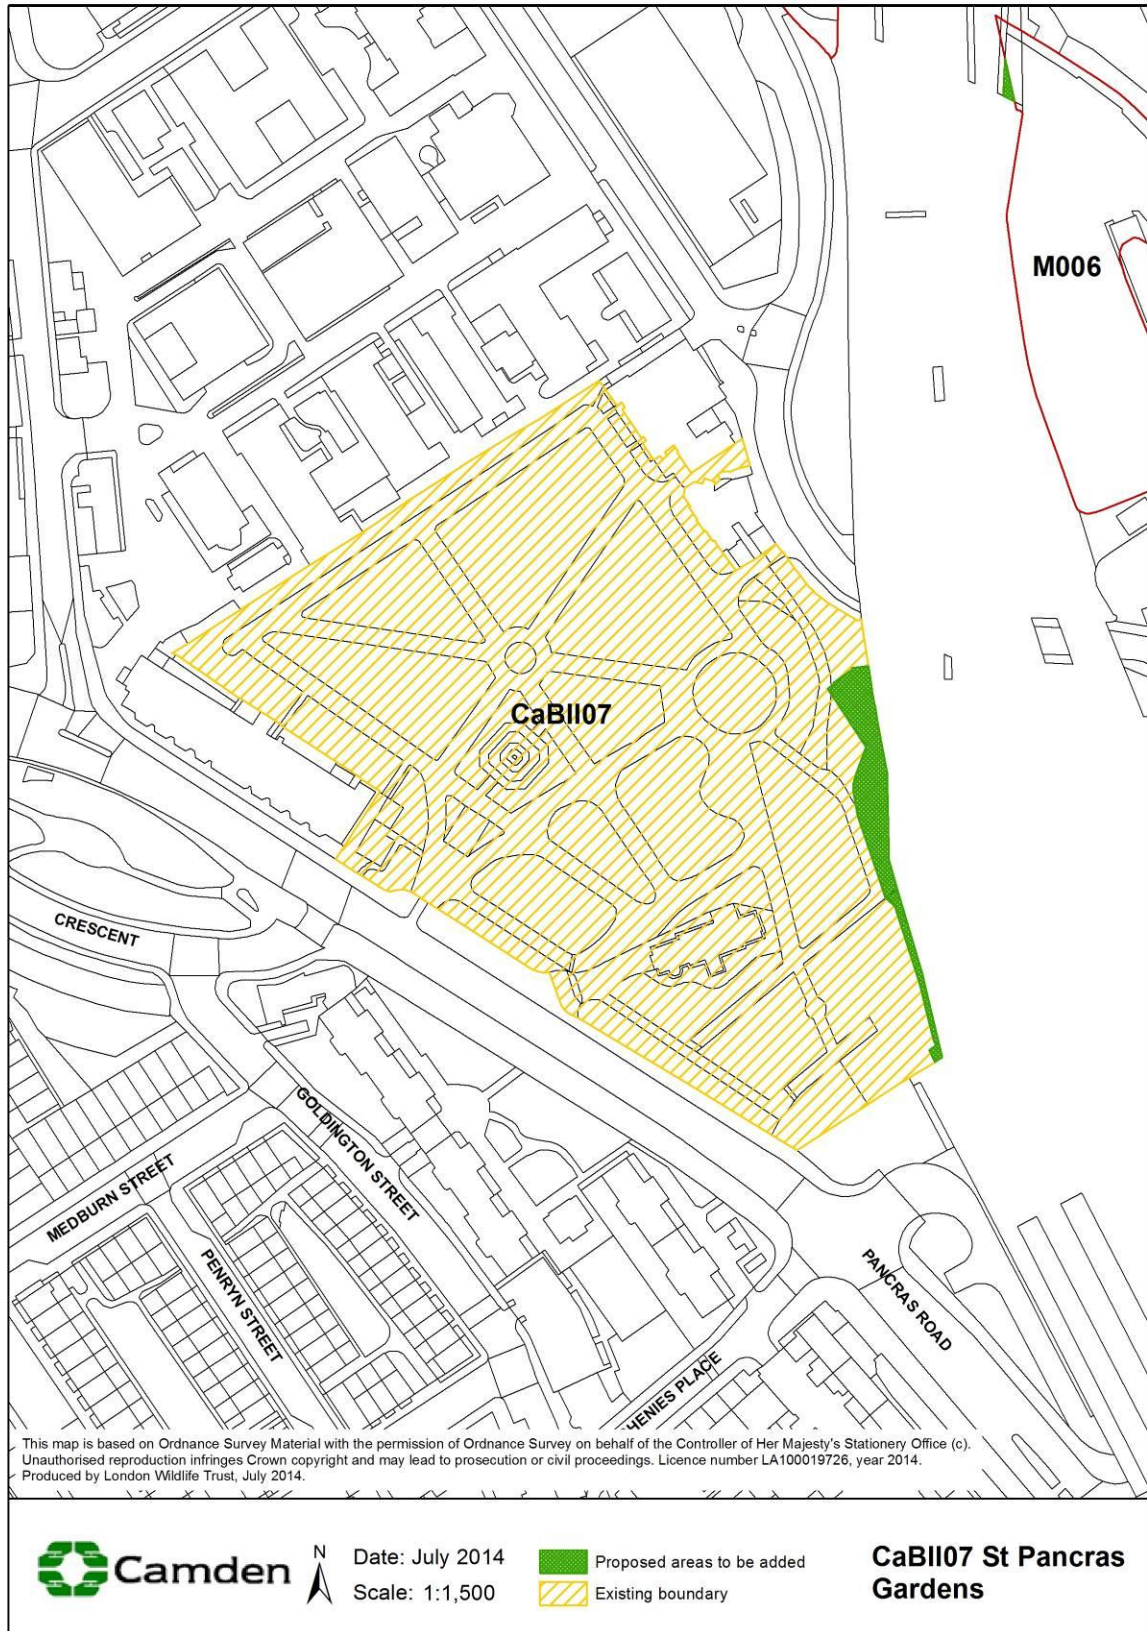 M006
CaBII07
CRESCENT
GOLDINGTON STREET
MEDBURN STREET
PENRYN STREET
PANCRAS ROAD
HENIES PLACE
This map is based on Ordnance Survey Material with the permission of Ordnance Survey on behalf of the Controller of Her Majesty's Stationery Office (c).
Unauthorised reproduction infringes Crown copyright and may lead to prosecution or civil proceedings. Licence number LA100019726, year 2014.
Produced by London Wildlife Trust, July 2014.
Camden
N
Date: July 2014
Scale: 1:1,500
Proposed areas to be added
Existing boundary
CaBII07 St Pancras
Gardens